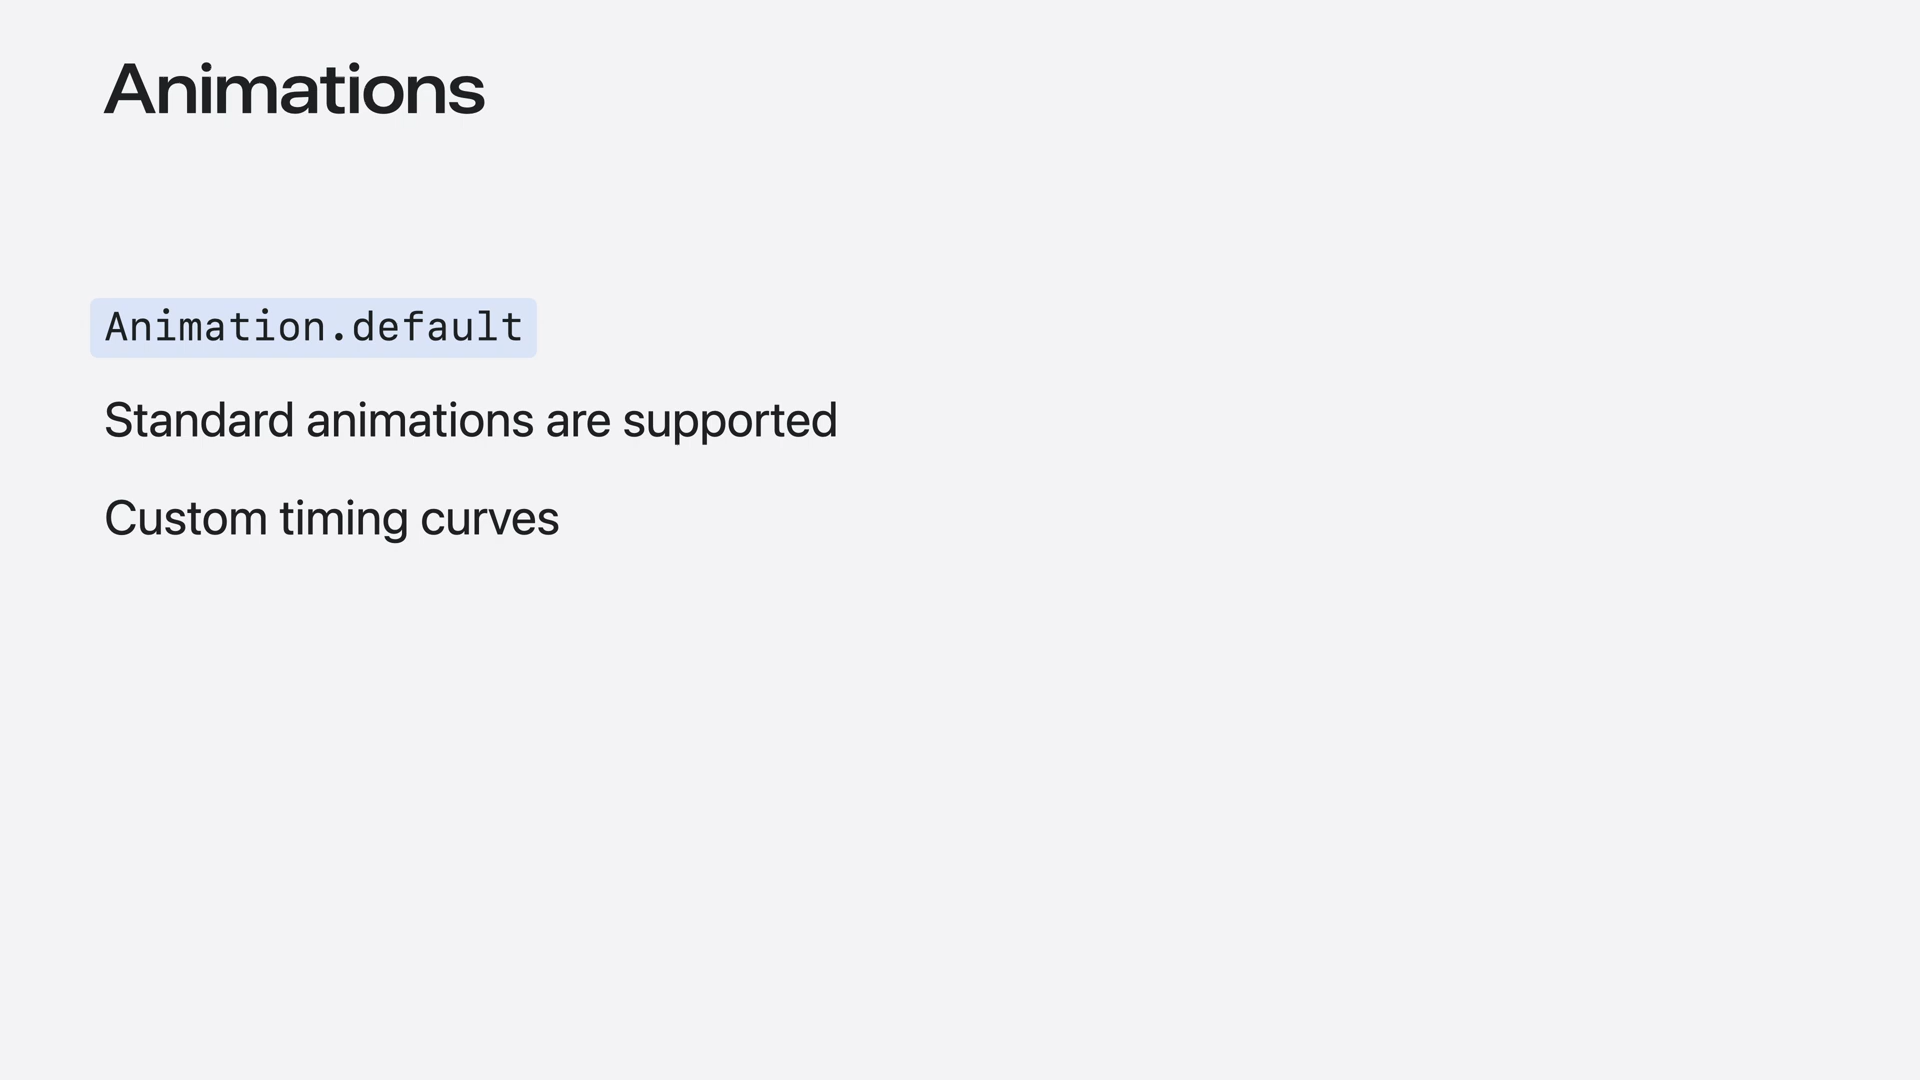 Animations
Animation.default
Standard animations are supported
Custom timing curves